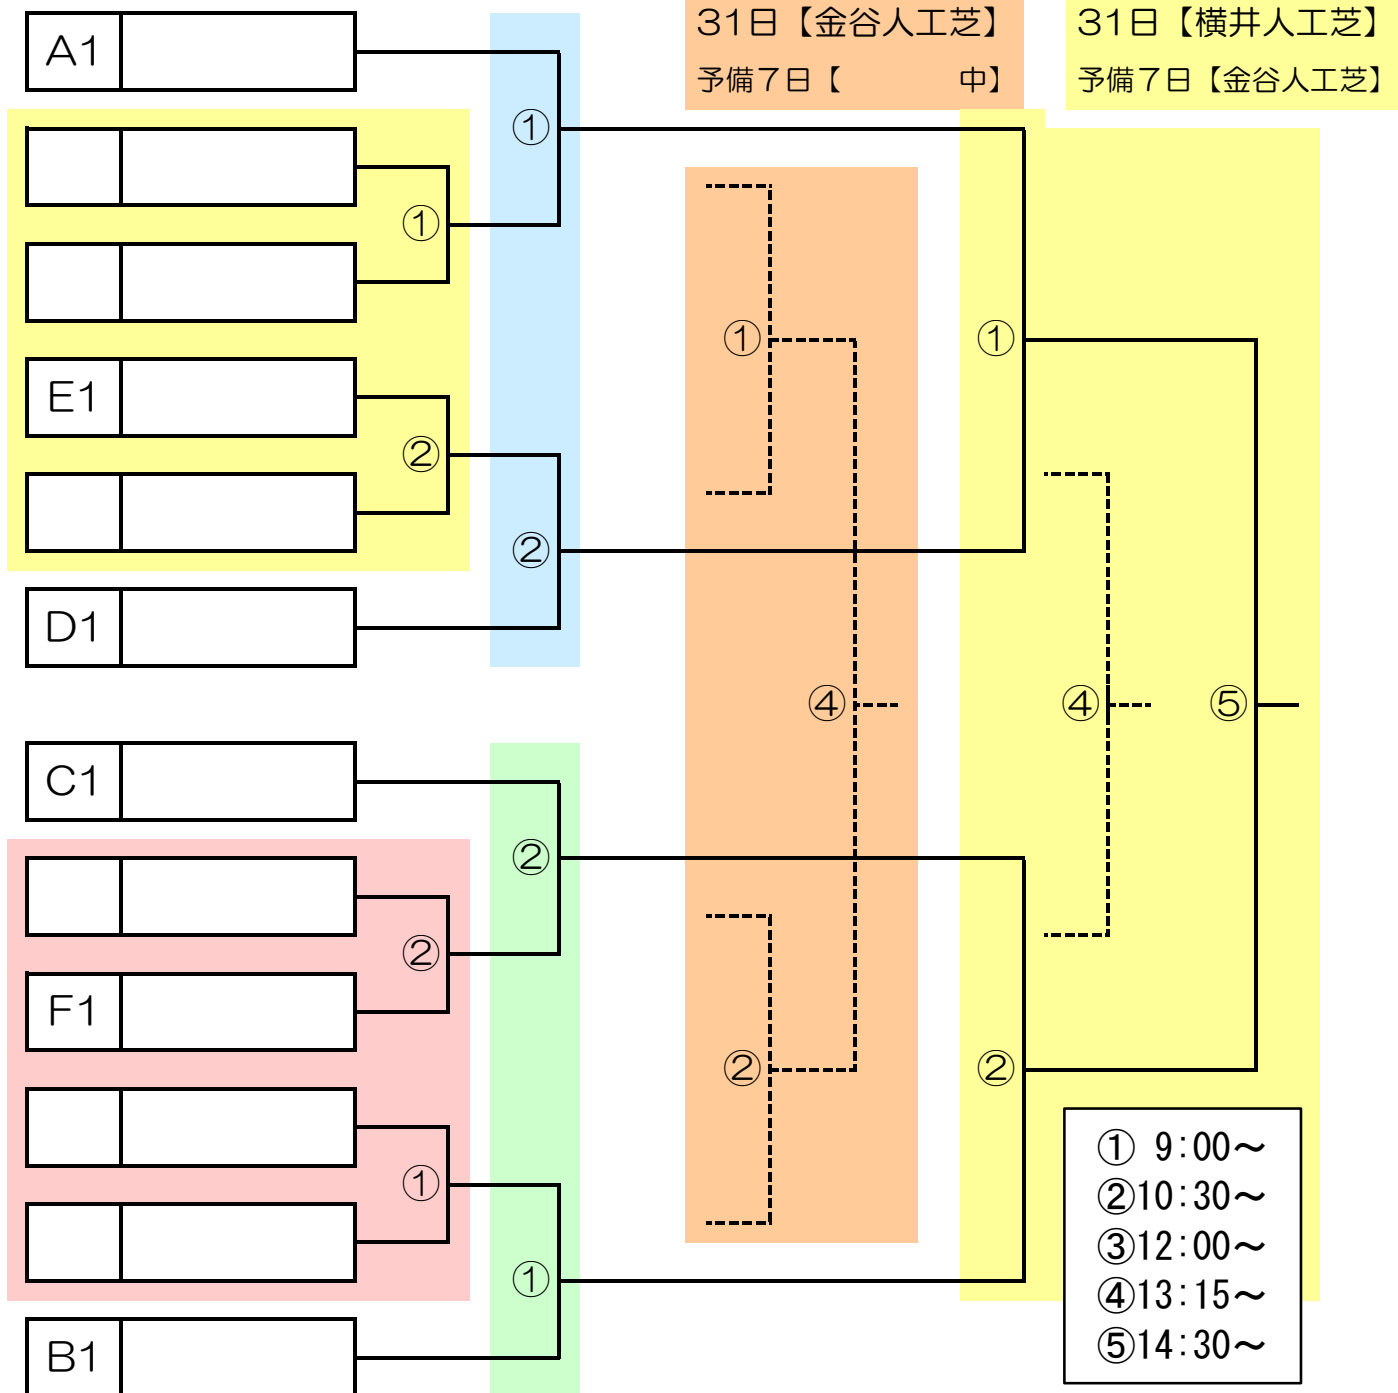 31日【金谷人工芝】
予備7日【　　　中】
31日【横井人工芝】
予備7日【金谷人工芝】
A1
①
①
E1
②
②
D1
C1
②
②
F1
①
①
B1
①
④
②
①
④
⑤
②
① 9:00～
②10:30～
③12:00～
④13:15～
⑤14:30～